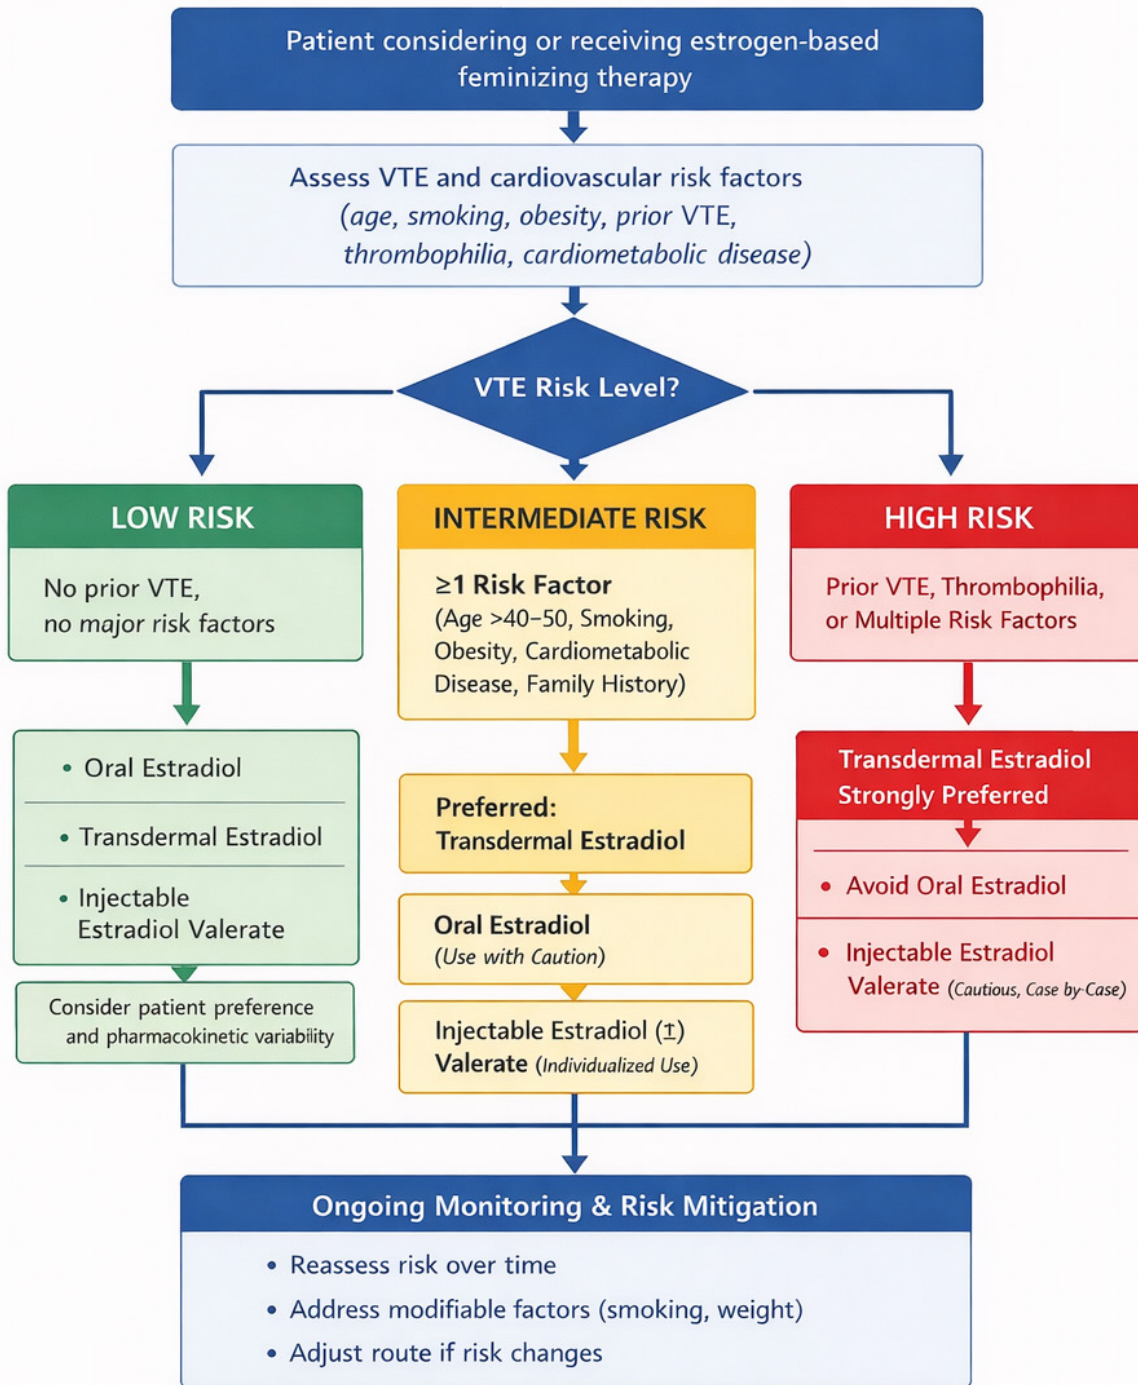 Patient considering or receiving estrogen-based
feminizing therapy
Assess VTE and cardiovascular risk factors
(age, smoking, obesity, prior VTE,
thrombophilia, cardiometabolic disease)
VTE Risk Level?
LOW RISK
No prior VTE,
no major risk factors
• Oral Estradiol
• Transdermal Estradiol
• Injectable
Estradiol Valerate
Consider patient preference
and pharmacokinetic variability
INTERMEDIATE RISK
≥1 Risk Factor
(Age >40–50, Smoking,
Obesity, Cardiometabolic
Disease, Family History)
Preferred:
Transdermal Estradiol
Oral Estradiol
(Use with Caution)
Injectable Estradiol (↥)
Valerate (Individualized Use)
HIGH RISK
Prior VTE, Thrombophilia,
or Multiple Risk Factors
Transdermal Estradiol
Strongly Preferred
• Avoid Oral Estradiol
• Injectable Estradiol
Valerate (Cautious, Case by-Case)
Ongoing Monitoring & Risk Mitigation
• Reassess risk over time
• Address modifiable factors (smoking, weight)
• Adjust route if risk changes